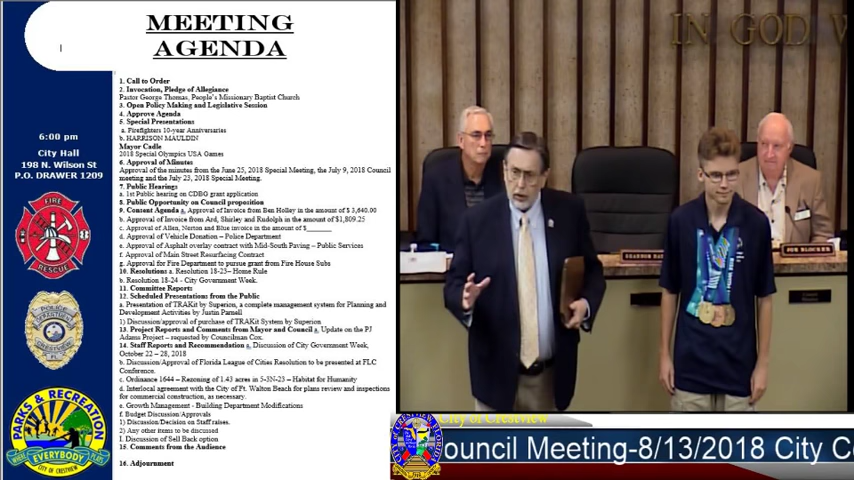 MEETING
AGENDA
6:00 pm
City Hall
198 N. Wilson St
P.O. DRAWER 1209
FIRE
RESCUE
POLICE
PARKS & RECREATION
WHERE EVERYBODY PLAYS
CITY OF CRESTVIEW
1. Call to Order
2. Invocation, Pledge of Allegiance
Pastor George Thomas, People's Missionary Baptist Church
3. Open Policy Making and Legislative Session
4. Approve Agenda
5. Special Presentations
a. Firefighters 10-year Anniversaries
b. HARRISON MAULDIN
Mayor Cadle
2018 Special Olympics USA Games
6. Approval of Minutes
Approval of the minutes from the June 25, 2018 Special Meeting, the July 9, 2018 Council
meeting and the July 23, 2018 Special Meeting.
7. Public Hearings
a. 1st Public hearing on CDBG grant application
8. Public Opportunity on Council proposition
9. Consent Agenda a. Approval of Invoice from Ben Holley in the amount of $ 3,640.00
b. Approval of Invoice from Ard, Shirley and Rudolph in the amount of $1,809.25
c. Approval of Allen, Norton and Blue invoice in the amount of $______
d. Approval of Vehicle Donation – Police Department
e. Approval of Asphalt overlay contract with Mid-South Paving – Public Services
f. Approval of Main Street Resurfacing Contract
g. Approval for Fire Department to pursue grant from Fire House Subs
10. Resolutions a. Resolution 18-23– Home Rule
b. Resolution 18-24 - City Government Week.
11. Committee Reports
12. Scheduled Presentations from the Public
a. Presentation of TRAKit by Superion, a complete management system for Planning and
Development Activities by Justin Parnell
1) Discussion/approval of purchase of TRAKit System by Superion
13. Project Reports and Comments from Mayor and Council a. Update on the PJ
Adams Project – requested by Councilman Cox.
14. Staff Reports and Recommendation a. Discussion of City Government Week,
October 22 – 28, 2018
b. Discussion/Approval of Florida League of Cities Resolution to be presented at FLC
Conference.
c. Ordinance 1644 – Rezoning of 1.43 acres in 5-3N-23 – Habitat for Humanity
d. Interlocal agreement with the City of Ft. Walton Beach for plans review and inspections
for commercial construction, as necessary.
e. Growth Management - Building Department Modifications
f. Budget Discussion/Approvals
1) Discussion/Decision on Staff raises.
2) Any other items to be discussed
I. Discussion of Sell Back option
15. Comments from the Audience
16. Adjournment
IN GOD W
SHANNON HA
JOE BLOCKER
City of Crestview
ouncil Meeting-8/13/2018 City Co